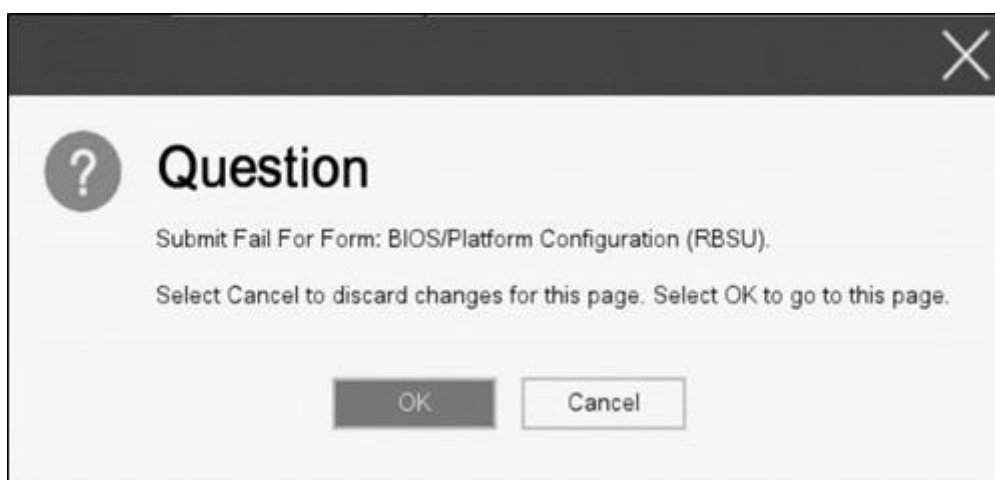 Question
Submit Fail For Form: BIOS/Platform Configuration (RBSU).
Select Cancel to discard changes for this page. Select OK to go to this page.
OK Cancel